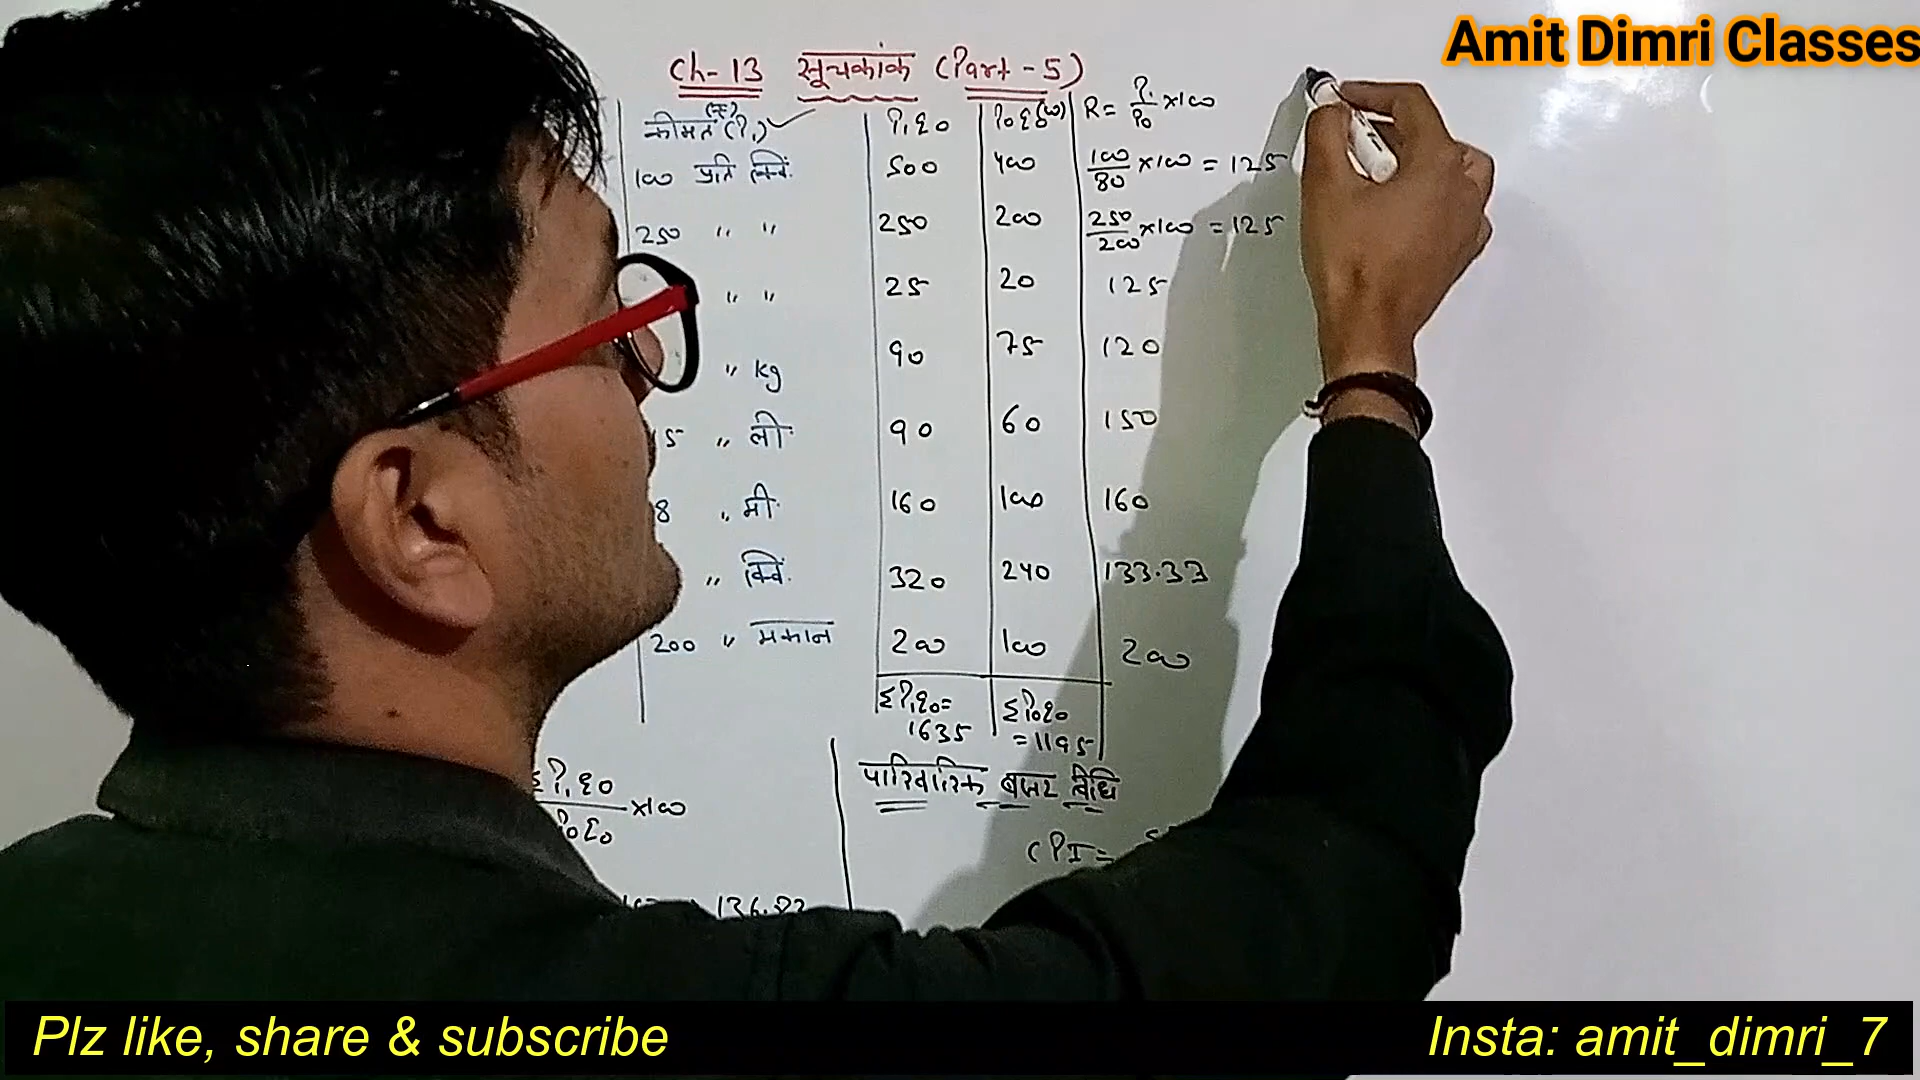 Amit Dimri Classes
Ch-13 सूचकांक (Part-5)
(रू) कीमत (P₁) P₁q₀ P₀q₀(w) R = P₁/P₀ ×100
100 प्रति क्विं. 500 400 100/80 ×100 = 125
250 " " 250 200 250/200 ×100 = 125
" " 25 20 125
" kg 90 75 120
15 " ली. 90 60 150
8 " मी. 160 100 160
" क्विं. 320 240 133.33
200 " मकान 200 100 200
ΣP₁q₀= 1635 ΣP₀q₀ =1195
ΣP₁q₀ / P₀q₀ ×100
पारिवारिक बजट विधि
CPI=
Plz like, share & subscribe
Insta: amit_dimri_7